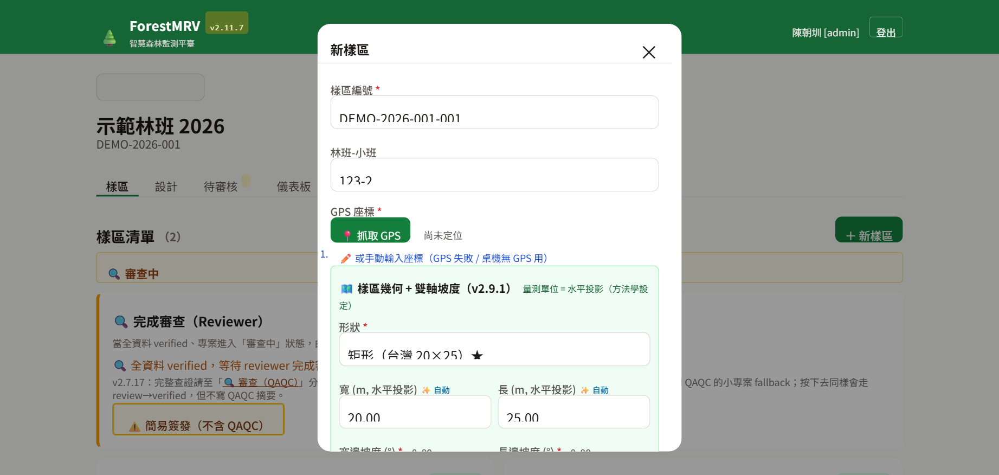 ForestMRV v2.11.7
智慧森林監測平臺
陳朝圳 [admin] 登出
示範林班 2026
DEMO-2026-001
樣區 設計 待審核 儀表板
樣區清單 (2)
＋ 新樣區
🔍 審查中
🔍 完成審查（Reviewer）
當全資料 verified、專案進入「審查中」狀態，
🔍 全資料 verified，等待 reviewer 完成
v2.7.17：完整查證請至「🔍 審查（QAQC）」分
QAQC 的小專案 fallback；按下去同樣會走
review→verified，但不寫 QAQC 摘要。
⚠️ 簡易簽發（不含 QAQC）
新樣區
樣區編號 *
DEMO-2026-001-001
林班-小班
123-2
GPS 座標 *
📍 抓取 GPS 尚未定位
1. ✏️ 或手動輸入座標（GPS 失敗 / 桌機無 GPS 用）
🗺️ 樣區幾何 + 雙軸坡度（v2.9.1） 量測單位 = 水平投影（方法學設
定）
形狀 *
矩形（台灣 20×25）★
寬 (m, 水平投影) ✨ 自動
20.00
長 (m, 水平投影) ✨ 自動
25.00
寬邊坡度 (°) * 0–90
長邊坡度 (°) * 0–90